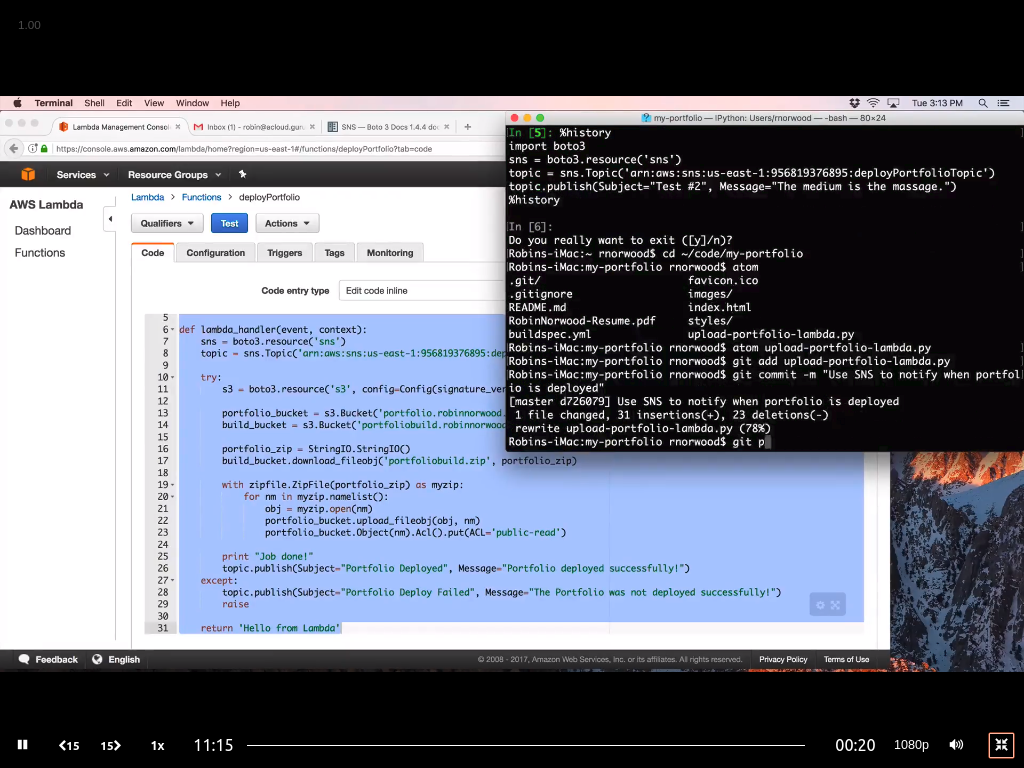 1.00
Terminal Shell Edit View Window Help
Tue 3:13 PM
Lambda Management Consol
Inbox (1) - robin@acloud.guru
SNS — Boto 3 Docs 1.4.4 doc
https://console.aws.amazon.com/lambda/home?region=us-east-1#/functions/deployPortfolio?tab=code
Services
Resource Groups
AWS Lambda
Dashboard
Functions
Lambda
Functions
deployPortfolio
Qualifiers
Test
Actions
Code
Configuration
Triggers
Tags
Monitoring
Code entry type
Edit code inline
5
6 def lambda_handler(event, context):
7 sns = boto3.resource('sns')
8 topic = sns.Topic('arn:aws:sns:us-east-1:956819376895:dep
9
10 try:
11 s3 = boto3.resource('s3', config=Config(signature_ver
12
13 portfolio_bucket = s3.Bucket('portfolio.robinnorwood.
14 build_bucket = s3.Bucket('portfoliobuild.robinnorwood
15
16 portfolio_zip = StringIO.StringIO()
17 build_bucket.download_fileobj('portfoliobuild.zip', portfolio_zip)
18
19 with zipfile.ZipFile(portfolio_zip) as myzip:
20 for nm in myzip.namelist():
21 obj = myzip.open(nm)
22 portfolio_bucket.upload_fileobj(obj, nm)
23 portfolio_bucket.Object(nm).Acl().put(ACL='public-read')
24
25 print "Job done!"
26 topic.publish(Subject="Portfolio Deployed", Message="Portfolio deployed successfully!")
27 except:
28 topic.publish(Subject="Portfolio Deploy Failed", Message="The Portfolio was not deployed successfully!")
29 raise
30
31 return 'Hello from Lambda'
my-portfolio — IPython: Users/rnorwood — -bash — 80×24
In [5]: %history
import boto3
sns = boto3.resource('sns')
topic = sns.Topic('arn:aws:sns:us-east-1:956819376895:deployPortfolioTopic')
topic.publish(Subject="Test #2", Message="The medium is the massage.")
%history
In [6]:
Do you really want to exit ([y]/n)?
Robins-iMac:~ rnorwood$ cd ~/code/my-portfolio
Robins-iMac:my-portfolio rnorwood$ atom
.git/ favicon.ico
.gitignore images/
README.md index.html
RobinNorwood-Resume.pdf styles/
buildspec.yml upload-portfolio-lambda.py
Robins-iMac:my-portfolio rnorwood$ atom upload-portfolio-lambda.py
Robins-iMac:my-portfolio rnorwood$ git add upload-portfolio-lambda.py
Robins-iMac:my-portfolio rnorwood$ git commit -m "Use SNS to notify when portfol
io is deployed"
[master d726079] Use SNS to notify when portfolio is deployed
1 file changed, 31 insertions(+), 23 deletions(-)
rewrite upload-portfolio-lambda.py (78%)
Robins-iMac:my-portfolio rnorwood$ git p
Feedback
English
© 2008 - 2017, Amazon Web Services, Inc. or its affiliates. All rights reserved.
Privacy Policy
Terms of Use
15
15
1x
11:15
00:20
1080p